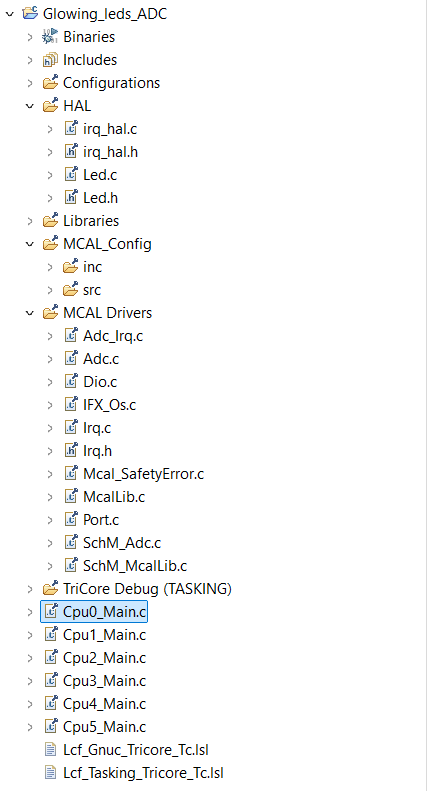 Glowing_leds_ADC
Binaries
Includes
Configurations
HAL
irq_hal.c
irq_hal.h
Led.c
Led.h
Libraries
MCAL_Config
inc
src
MCAL Drivers
Adc_Irq.c
Adc.c
Dio.c
IFX_Os.c
Irq.c
Irq.h
Mcal_SafetyError.c
McalLib.c
Port.c
SchM_Adc.c
SchM_McalLib.c
TriCore Debug (TASKING)
Cpu0_Main.c
Cpu1_Main.c
Cpu2_Main.c
Cpu3_Main.c
Cpu4_Main.c
Cpu5_Main.c
Lcf_Gnuc_Tricore_Tc.lsl
Lcf_Tasking_Tricore_Tc.lsl